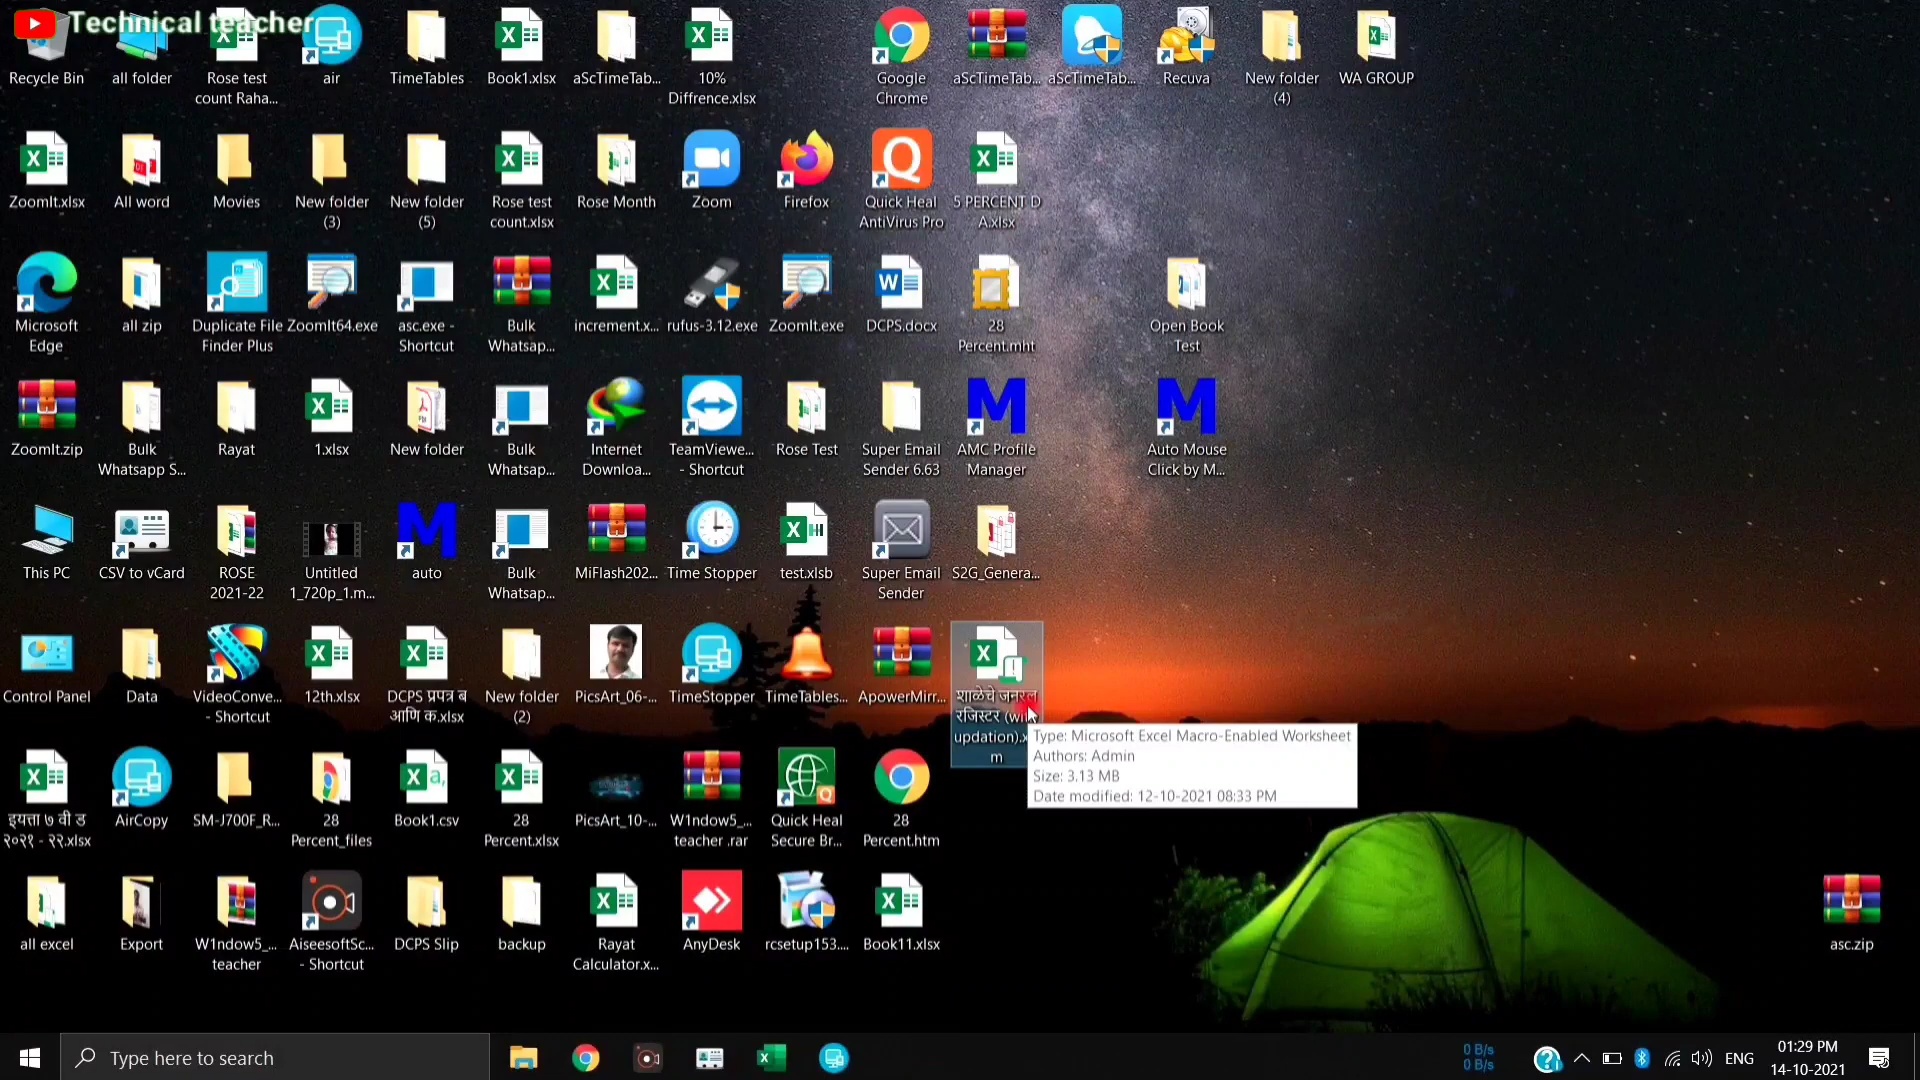 Technical teacher
Recycle Bin
all folder
Rose test
count Raha...
air
TimeTables
Book1.xlsx
aScTimeTab...
10%
Diffrence.xlsx
Google
Chrome
aScTimeTab...
aScTimeTab...
Recuva
New folder
(4)
WA GROUP
ZoomIt.xlsx
All word
Movies
New folder
(3)
New folder
(5)
Rose test
count.xlsx
Rose Month
Zoom
Firefox
Quick Heal
AntiVirus Pro
5 PERCENT D
A.xlsx
Microsoft
Edge
all zip
Duplicate File
Finder Plus
ZoomIt64.exe
asc.exe -
Shortcut
Bulk
Whatsap...
increment.x...
rufus-3.12.exe
ZoomIt.exe
DCPS.docx
28
Percent.mht
Open Book
Test
ZoomIt.zip
Bulk
Whatsapp S...
Rayat
1.xlsx
New folder
Bulk
Whatsap...
Internet
Downloa...
TeamViewe...
- Shortcut
Rose Test
Super Email
Sender 6.63
AMC Profile
Manager
Auto Mouse
Click by M...
This PC
CSV to vCard
ROSE
2021-22
Untitled
1_720p_1.m...
auto
Bulk
Whatsap...
MiFlash202...
Time Stopper
test.xlsb
Super Email
Sender
S2G_Genera...
Control Panel
Data
VideoConve...
- Shortcut
12th.xlsx
DCPS प्रपत्र ब
आणि क.xlsx
New folder
(2)
PicsArt_06-...
TimeStopper
TimeTables...
ApowerMirr...
शाळेचे जनरल
रजिस्टर
updation).x
m
Type: Microsoft Excel Macro-Enabled Worksheet
Authors: Admin
Size: 3.13 MB
Date modified: 12-10-2021 08:33 PM
इयत्ता ७ वी ड
२०२१ - २२.xlsx
AirCopy
SM-J700F_R...
28
Percent_files
Book1.csv
28
Percent.xlsx
PicsArt_10-...
W1ndow5_...
teacher .rar
Quick Heal
Secure Br...
28
Percent.htm
all excel
Export
W1ndow5_...
teacher
AiseesoftSc...
- Shortcut
DCPS Slip
backup
Rayat
Calculator.x...
AnyDesk
rcsetup153....
Book11.xlsx
asc.zip
Type here to search
0 B/s
0 B/s
ENG
01:29 PM
14-10-2021